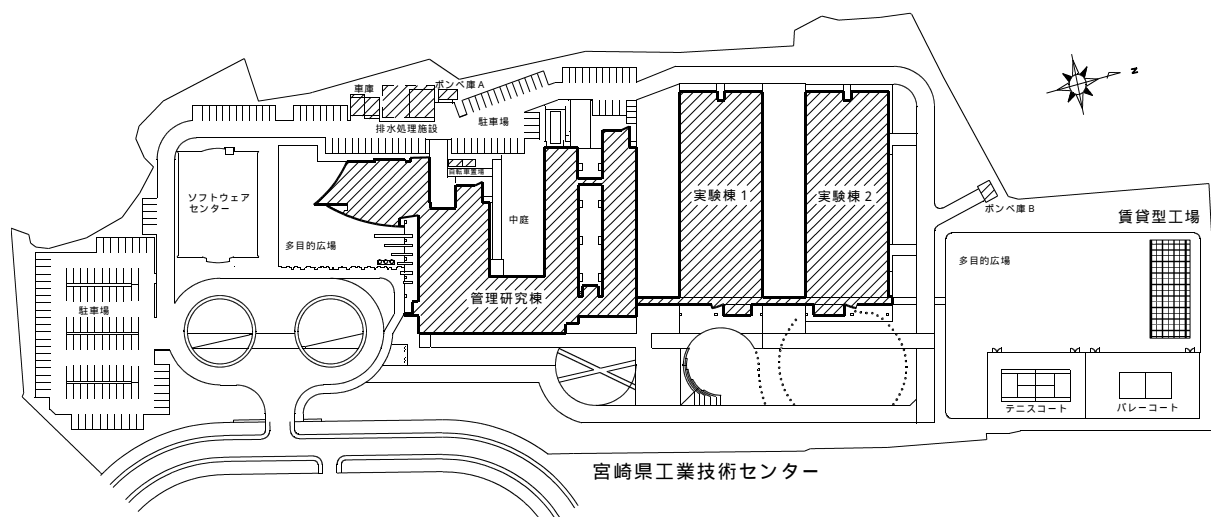 車庫
ボンベ庫A
N
排水処理施設
駐車場
自転車置場
ソフトウェア
センター
中庭
実験棟1
実験棟2
ボンベ庫B
賃貸型工場
多目的広場
多目的広場
管理研究棟
駐車場
テニスコート
バレーコート
宮崎県工業技術センター